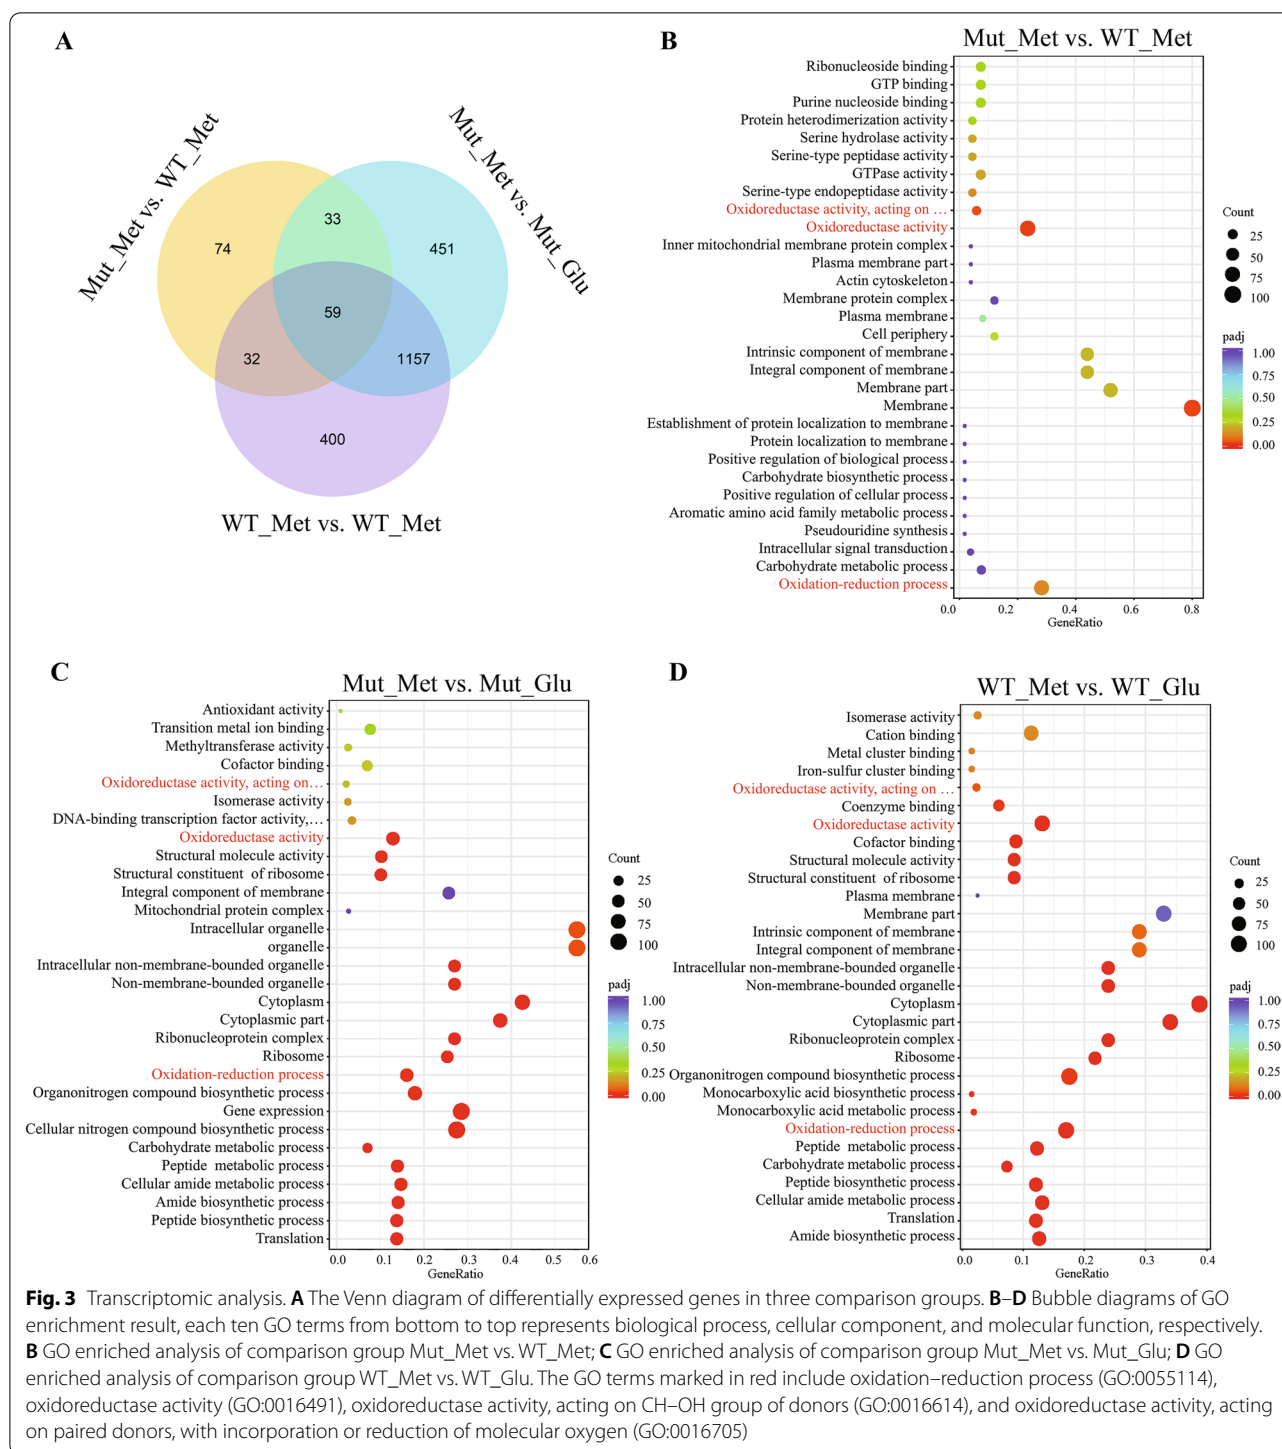 A
Mut_Met vs. WT_Met
Mut_Met vs. Mut_Glu
33
74
451
59
32
1157
400
WT_Met vs. WT_Met
B
Mut_Met vs. WT_Met
Ribonucleoside binding
GTP binding
Purine nucleoside binding
Protein heterodimerization activity
Serine hydrolase activity
Serine-type peptidase activity
GTPase activity
Serine-type endopeptidase activity
Oxidoreductase activity, acting on …
Oxidoreductase activity
Inner mitochondrial membrane protein complex
Plasma membrane part
Actin cytoskeleton
Membrane protein complex
Plasma membrane
Cell periphery
Intrinsic component of membrane
Integral component of membrane
Membrane part
Membrane
Establishment of protein localization to membrane
Protein localization to membrane
Positive regulation of biological process
Carbohydrate biosynthetic process
Positive regulation of cellular process
Aromatic amino acid family metabolic process
Pseudouridine synthesis
Intracellular signal transduction
Carbohydrate metabolic process
Oxidation-reduction process
0.0 0.2 0.4 0.6 0.8
GeneRatio
Count
25
50
75
100
padj
1.00
0.75
0.50
0.25
0.00
C
Mut_Met vs. Mut_Glu
Antioxidant activity
Transition metal ion binding
Methyltransferase activity
Cofactor binding
Oxidoreductase activity, acting on…
Isomerase activity
DNA-binding transcription factor activity,…
Oxidoreductase activity
Structural molecule activity
Structural constituent of ribosome
Integral component of membrane
Mitochondrial protein complex
Intracellular organelle
organelle
Intracellular non-membrane-bounded organelle
Non-membrane-bounded organelle
Cytoplasm
Cytoplasmic part
Ribonucleoprotein complex
Ribosome
Oxidation-reduction process
Organonitrogen compound biosynthetic process
Gene expression
Cellular nitrogen compound biosynthetic process
Carbohydrate metabolic process
Peptide metabolic process
Cellular amide metabolic process
Amide biosynthetic process
Peptide biosynthetic process
Translation
0.0 0.1 0.2 0.3 0.4 0.5 0.6
GeneRatio
Count
25
50
75
100
padj
1.00
0.75
0.50
0.25
0.00
D
WT_Met vs. WT_Glu
Isomerase activity
Cation binding
Metal cluster binding
Iron-sulfur cluster binding
Oxidoreductase activity, acting on …
Coenzyme binding
Oxidoreductase activity
Cofactor binding
Structural molecule activity
Structural constituent of ribosome
Plasma membrane
Membrane part
Intrinsic component of membrane
Integral component of membrane
Intracellular non-membrane-bounded organelle
Non-membrane-bounded organelle
Cytoplasm
Cytoplasmic part
Ribonucleoprotein complex
Ribosome
Organonitrogen compound biosynthetic process
Monocarboxylic acid biosynthetic process
Monocarboxylic acid metabolic process
Oxidation-reduction process
Peptide metabolic process
Carbohydrate metabolic process
Peptide biosynthetic process
Cellular amide metabolic process
Translation
Amide biosynthetic process
0.0 0.1 0.2 0.3 0.4
GeneRatio
Count
25
50
75
100
padj
1.00
0.75
0.50
0.25
0.00
Fig. 3 Transcriptomic analysis. A The Venn diagram of differentially expressed genes in three comparison groups. B–D Bubble diagrams of GO
enrichment result, each ten GO terms from bottom to top represents biological process, cellular component, and molecular function, respectively.
B GO enriched analysis of comparison group Mut_Met vs. WT_Met; C GO enriched analysis of comparison group Mut_Met vs. Mut_Glu; D GO
enriched analysis of comparison group WT_Met vs. WT_Glu. The GO terms marked in red include oxidation–reduction process (GO:0055114),
oxidoreductase activity (GO:0016491), oxidoreductase activity, acting on CH–OH group of donors (GO:0016614), and oxidoreductase activity, acting
on paired donors, with incorporation or reduction of molecular oxygen (GO:0016705)